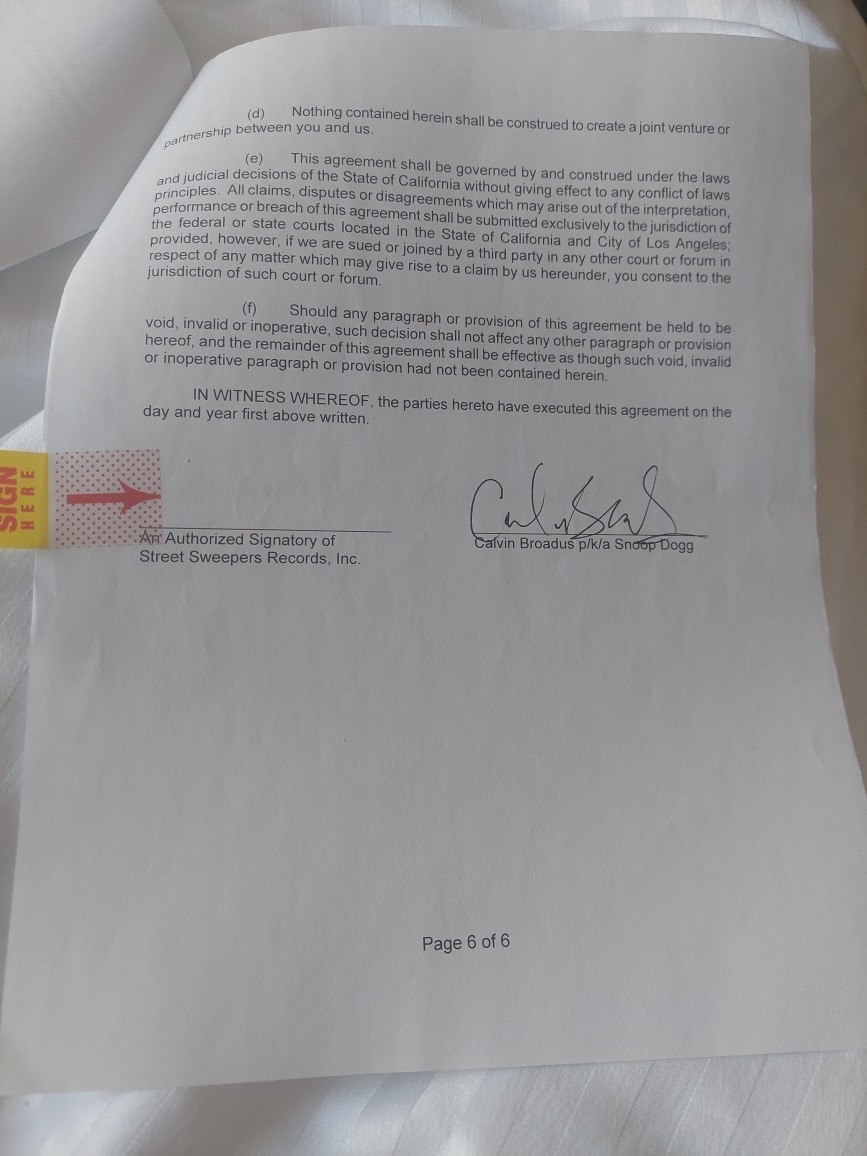 (d) Nothing contained herein shall be construed to create a joint venture or
partnership between you and us.
(e) This agreement shall be governed by and construed under the laws
and judicial decisions of the State of California without giving effect to any conflict of laws
principles. All claims, disputes or disagreements which may arise out of the interpretation,
performance or breach of this agreement shall be submitted exclusively to the jurisdiction of
the federal or state courts located in the State of California and City of Los Angeles;
provided, however, if we are sued or joined by a third party in any other court or forum in
respect of any matter which may give rise to a claim by us hereunder, you consent to the
jurisdiction of such court or forum.
(f) Should any paragraph or provision of this agreement be held to be
void, invalid or inoperative, such decision shall not affect any other paragraph or provision
hereof, and the remainder of this agreement shall be effective as though such void, invalid
or inoperative paragraph or provision had not been contained herein.
IN WITNESS WHEREOF, the parties hereto have executed this agreement on the
day and year first above written.
SIGN
HERE
An Authorized Signatory of
Street Sweepers Records, Inc.
Calvin Broadus p/k/a Snoop Dogg
Page 6 of 6